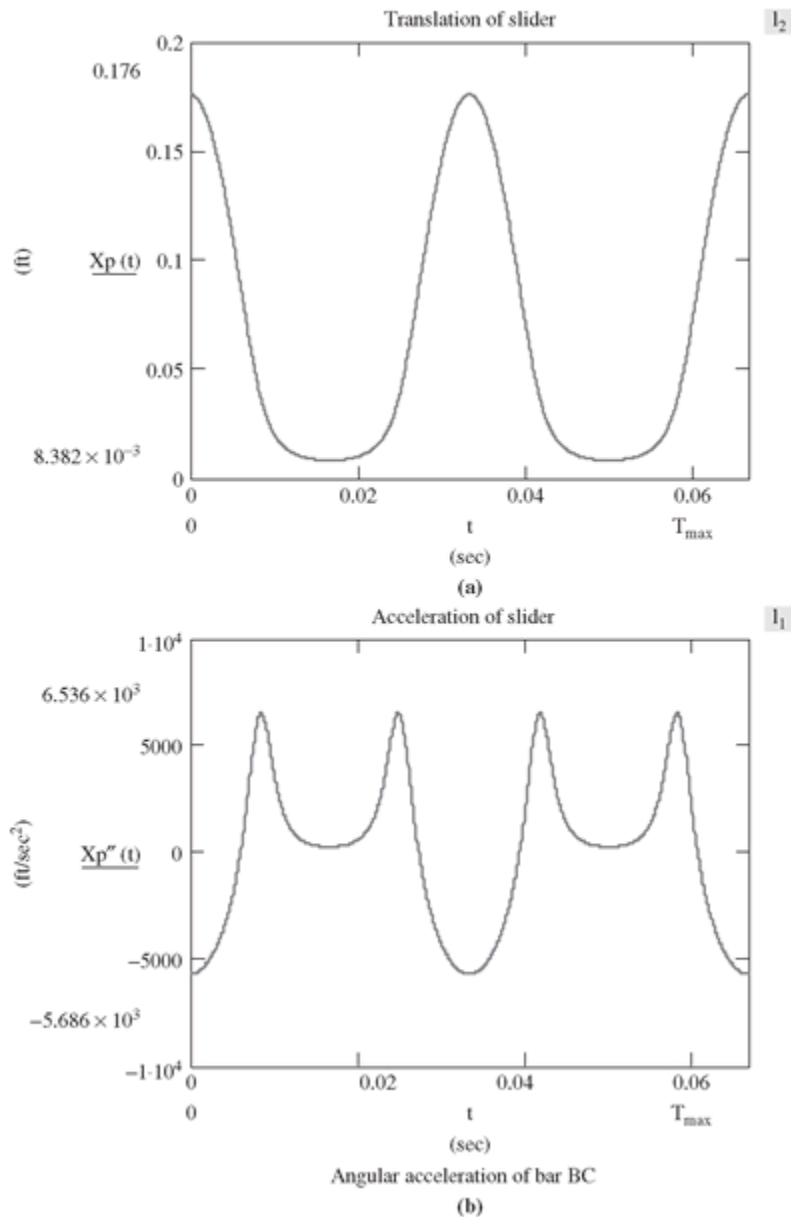 Translation of slider
l₂
0.2
0.176
0.15
(ft)
Xp (t)
0.1
0.05
8.382 × 10⁻³
0
0 0.02 0.04 0.06
0 t Tₘₐₓ
(sec)
(a)
Acceleration of slider
l₁
1·10⁴
6.536 × 10³
5000
(ft/sec²)
Xp″ (t)
0
−5000
−5.686 × 10³
−1·10⁴
0 0.02 0.04 0.06
0 t Tₘₐₓ
(sec)
Angular acceleration of bar BC
(b)